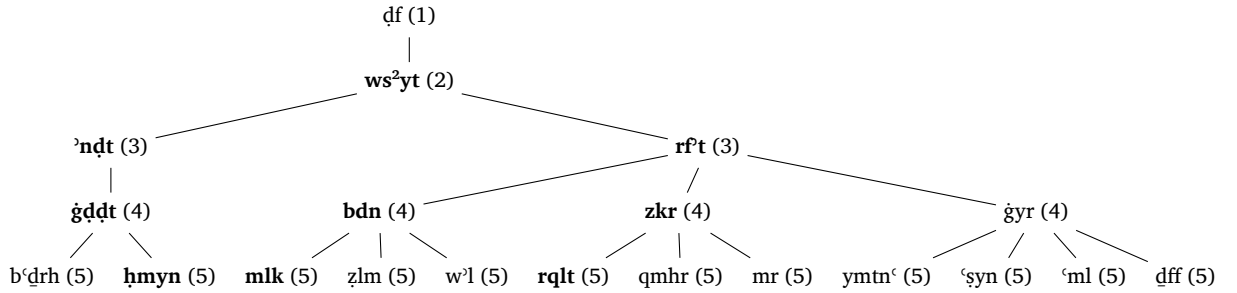 ḍf (1)
ws²yt (2)
ʾnḍt (3) rfʾt (3)
ġḍḍt (4) bdn (4) zkr (4) ġyr (4)
bʿḏrh (5) ḥmyn (5) mlk (5) ẓlm (5) wʾl (5) rqlt (5) qmhr (5) mr (5) ymtnʿ (5) ʿṣyn (5) ʿml (5) ḏff (5)